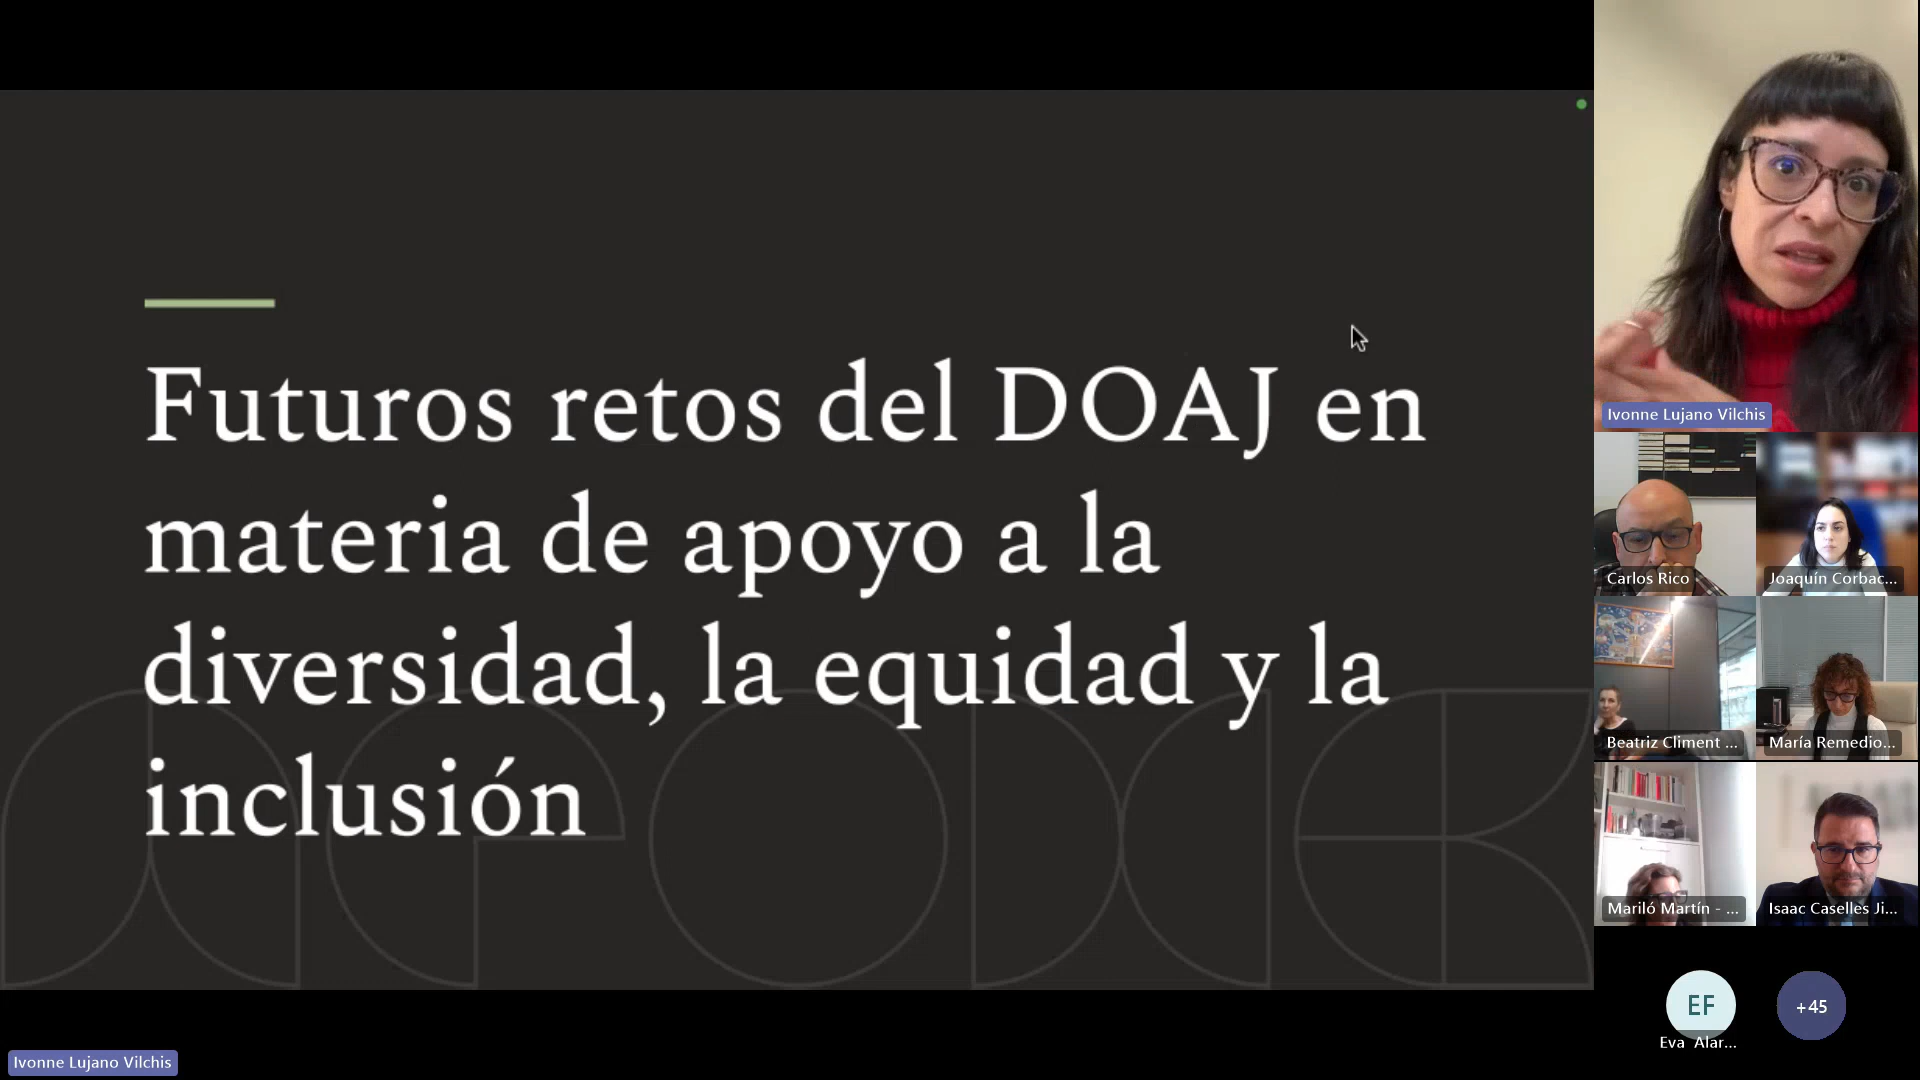 Futuros retos del DOAJ en
materia de apoyo a la
diversidad, la equidad y la
inclusión
Ivonne Lujano Vilchis
Ivonne Lujano Vilchis
Carlos Rico
Joaquín Corbac...
Beatriz Climent ...
María Remedio...
Mariló Martín - ...
Isaac Caselles Ji...
EF
+45
Eva Alar...